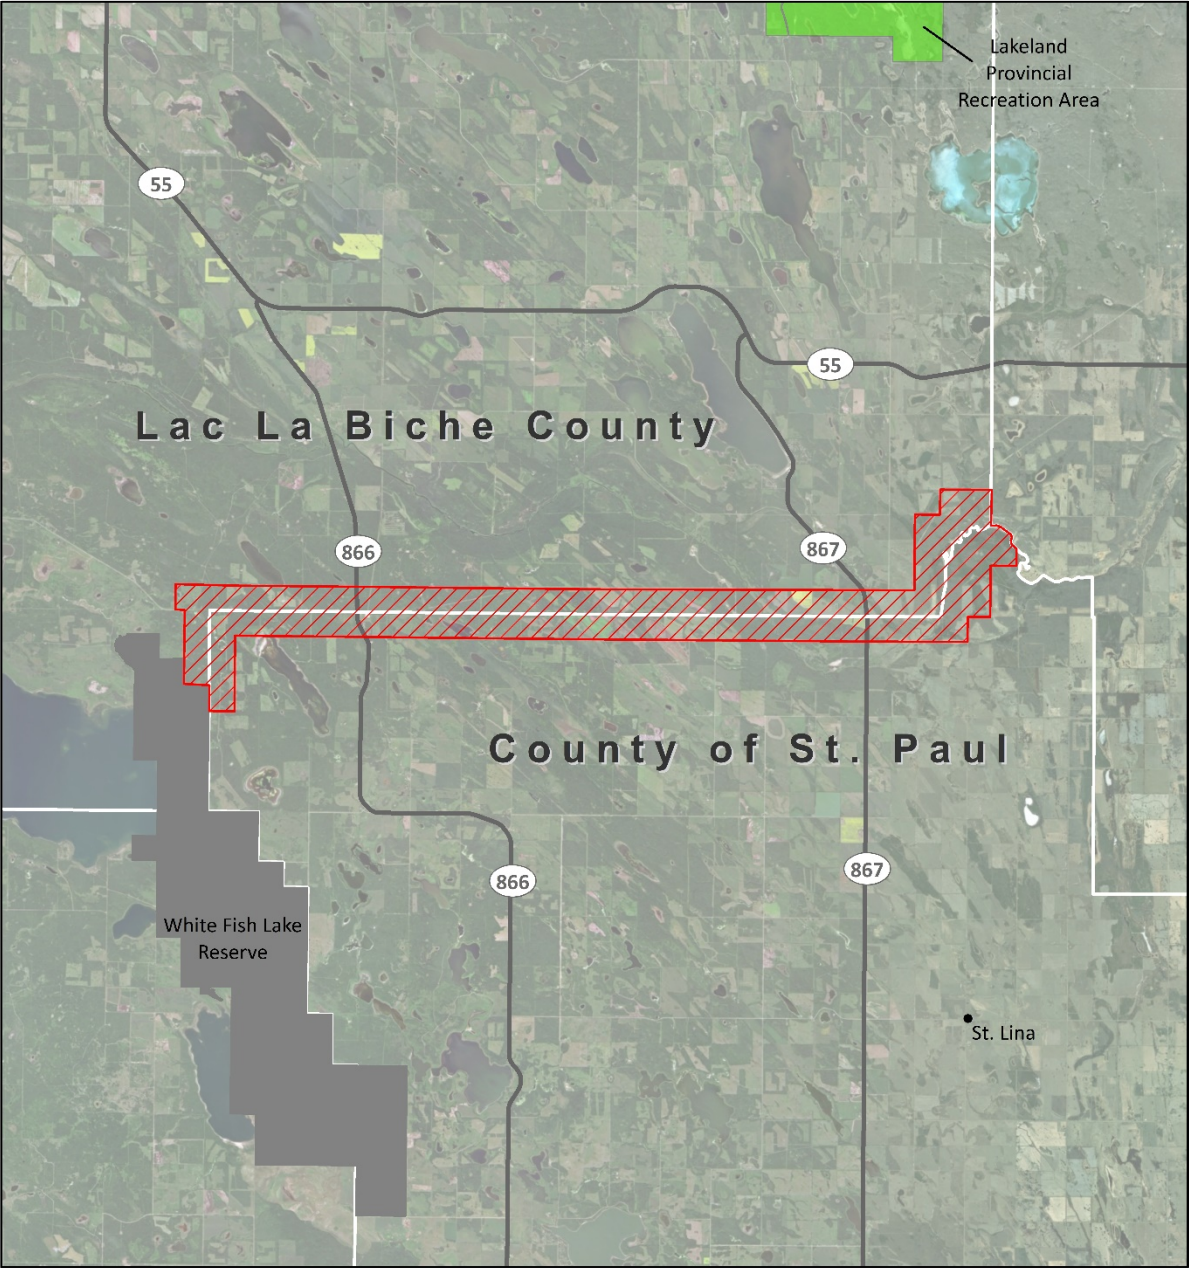 Lakeland
Provincial
Recreation Area
55
55
Lac La Biche County
866
867
County of St. Paul
866
867
White Fish Lake
Reserve
St. Lina